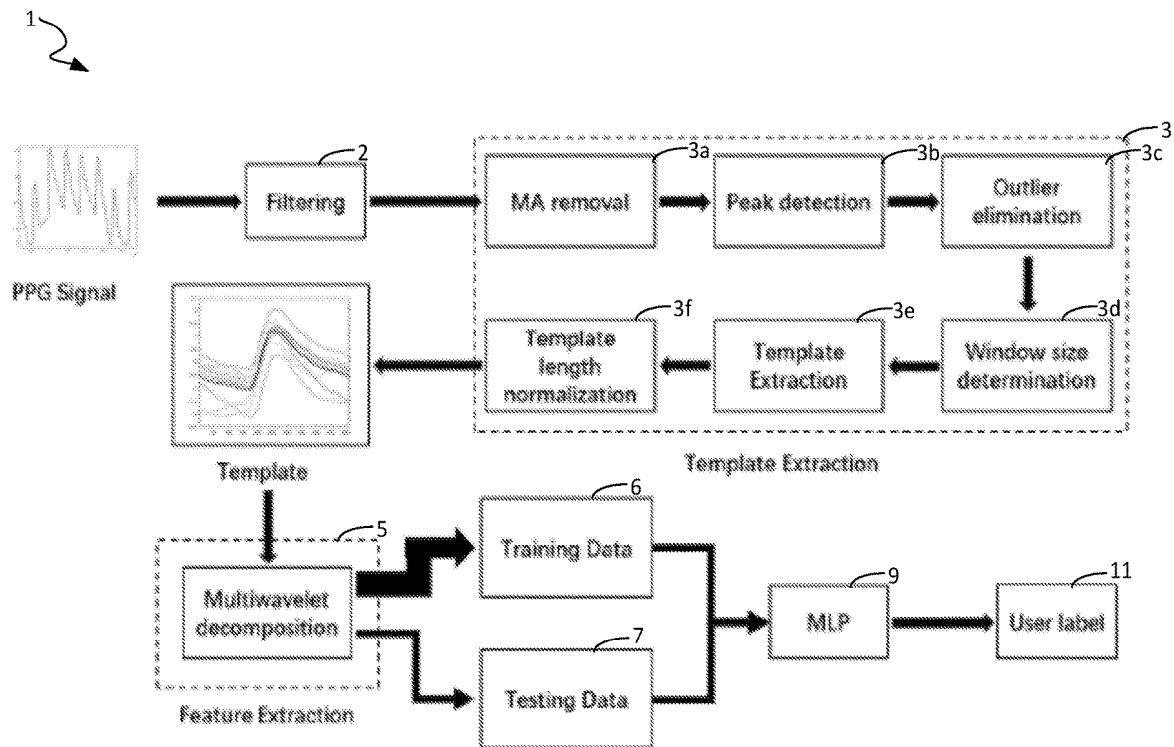 1
3
2
3a
3b
3c
Filtering
MA removal
Peak detection
Outlier
elimination
PPG Signal
3f
3e
3d
Template
length
normalization
Template
Extraction
Window size
determination
Template
Template Extraction
5
6
Training Data
Multiwavelet
decomposition
9
MLP
11
User label
7
Testing Data
Feature Extraction